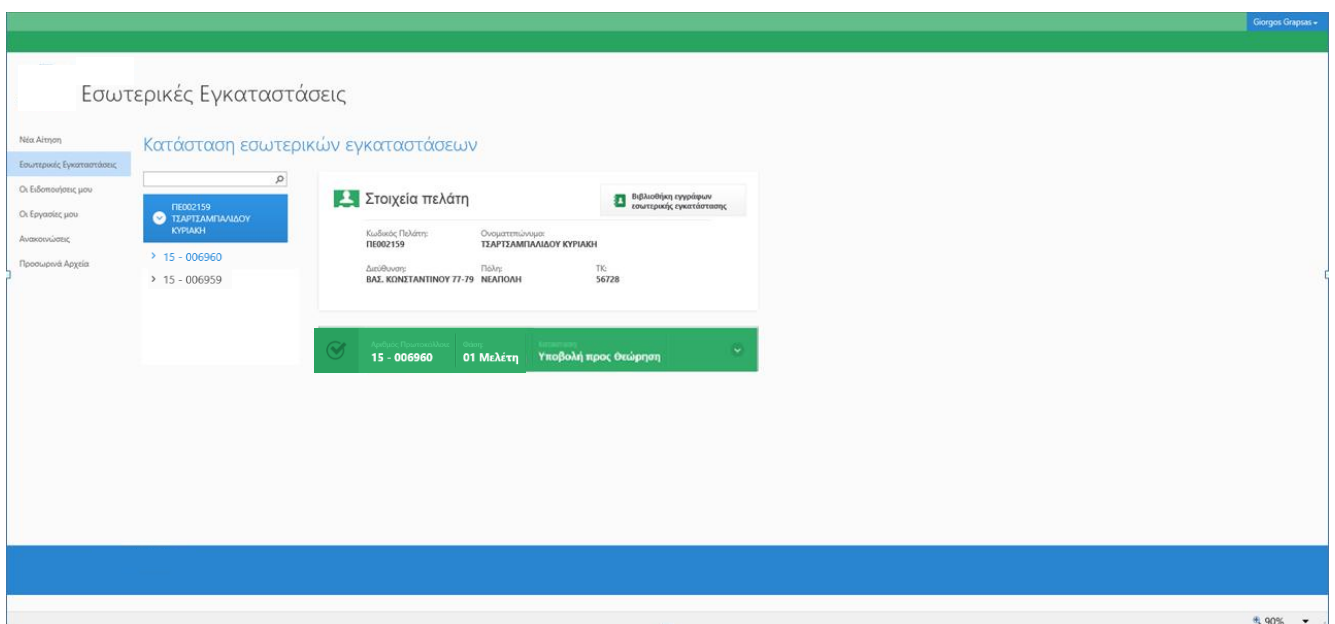 Giorgos Grapsas
Εσωτερικές Εγκαταστάσεις
Νέα Αίτηση
Εσωτερικές Εγκαταστάσεις
Οι Ειδοποιήσεις μου
Οι Εργασίες μου
Ανακοινώσεις
Προσωρινά Αρχεία
Κατάσταση εσωτερικών εγκαταστάσεων
ΠΕ002159
ΤΣΑΡΤΣΑΜΠΑΛΙΔΟΥ
ΚΥΡΙΑΚΗ
15 - 006960
15 - 006959
Στοιχεία πελάτη
Βιβλιοθήκη εγγράφων
εσωτερικής εγκατάστασης
Κωδικός Πελάτη: Ονοματεπώνυμο:
ΠΕ002159 ΤΣΑΡΤΣΑΜΠΑΛΙΔΟΥ ΚΥΡΙΑΚΗ
Διεύθυνση: Πόλη: ΤΚ:
ΒΑΣ. ΚΩΝΣΤΑΝΤΙΝΟΥ 77-79 ΝΕΑΠΟΛΗ 56728
Αριθμός Πρωτοκόλλου: Φάση: Κατάσταση:
15 - 006960 01 Μελέτη Υποβολή προς Θεώρηση
90%